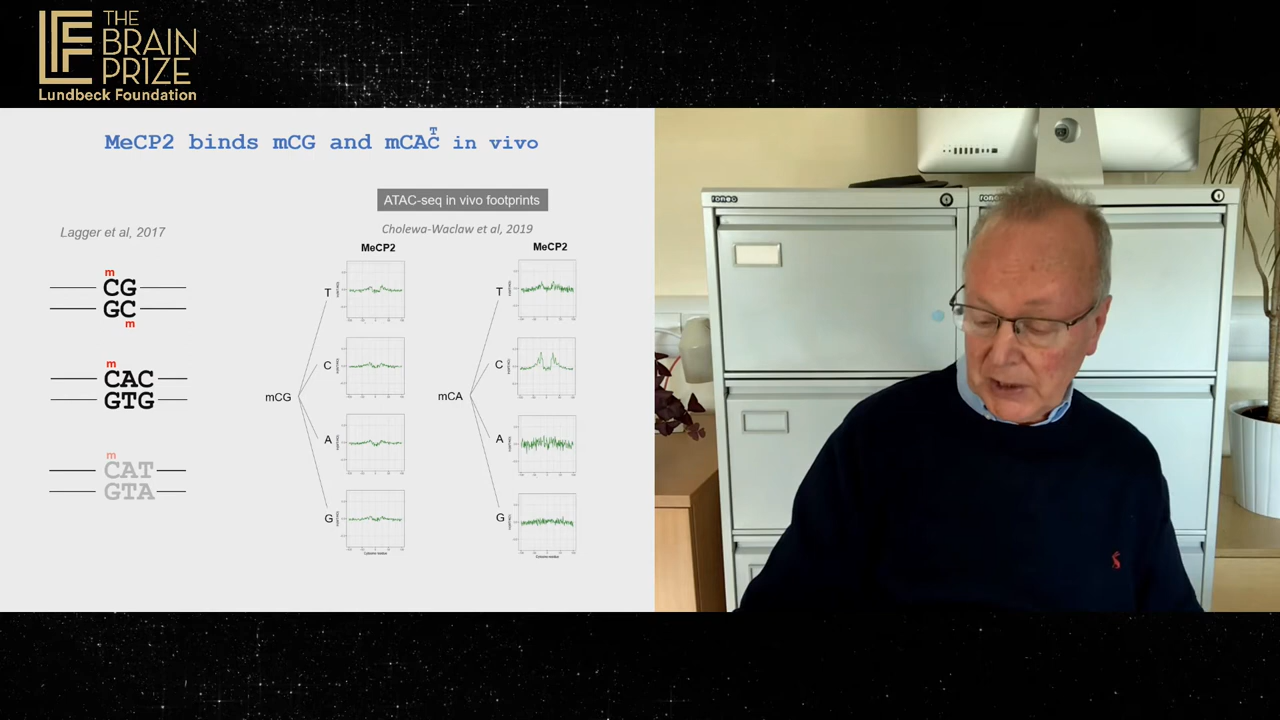 THE
BRAIN
PRIZE
Lundbeck Foundation
MeCP2 binds mCG and mCAC in vivo
T
ATAC-seq in vivo footprints
Cholewa-Waclaw et al, 2019
Lagger et al, 2017
m
CG
GC
m
m
CAC
GTG
m
CAT
GTA
MeCP2
mCG
T
C
A
G
MeCP2
mCA
T
C
A
G
roneo